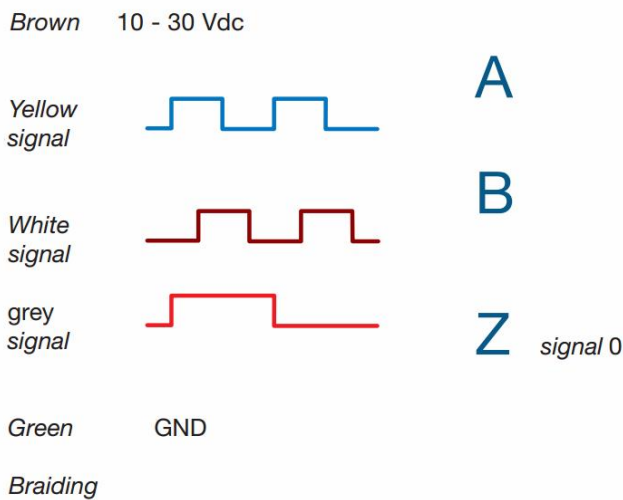 Brown 10 - 30 Vdc
A
Yellow
signal
B
White
signal
grey
signal
Z signal 0
Green GND
Braiding